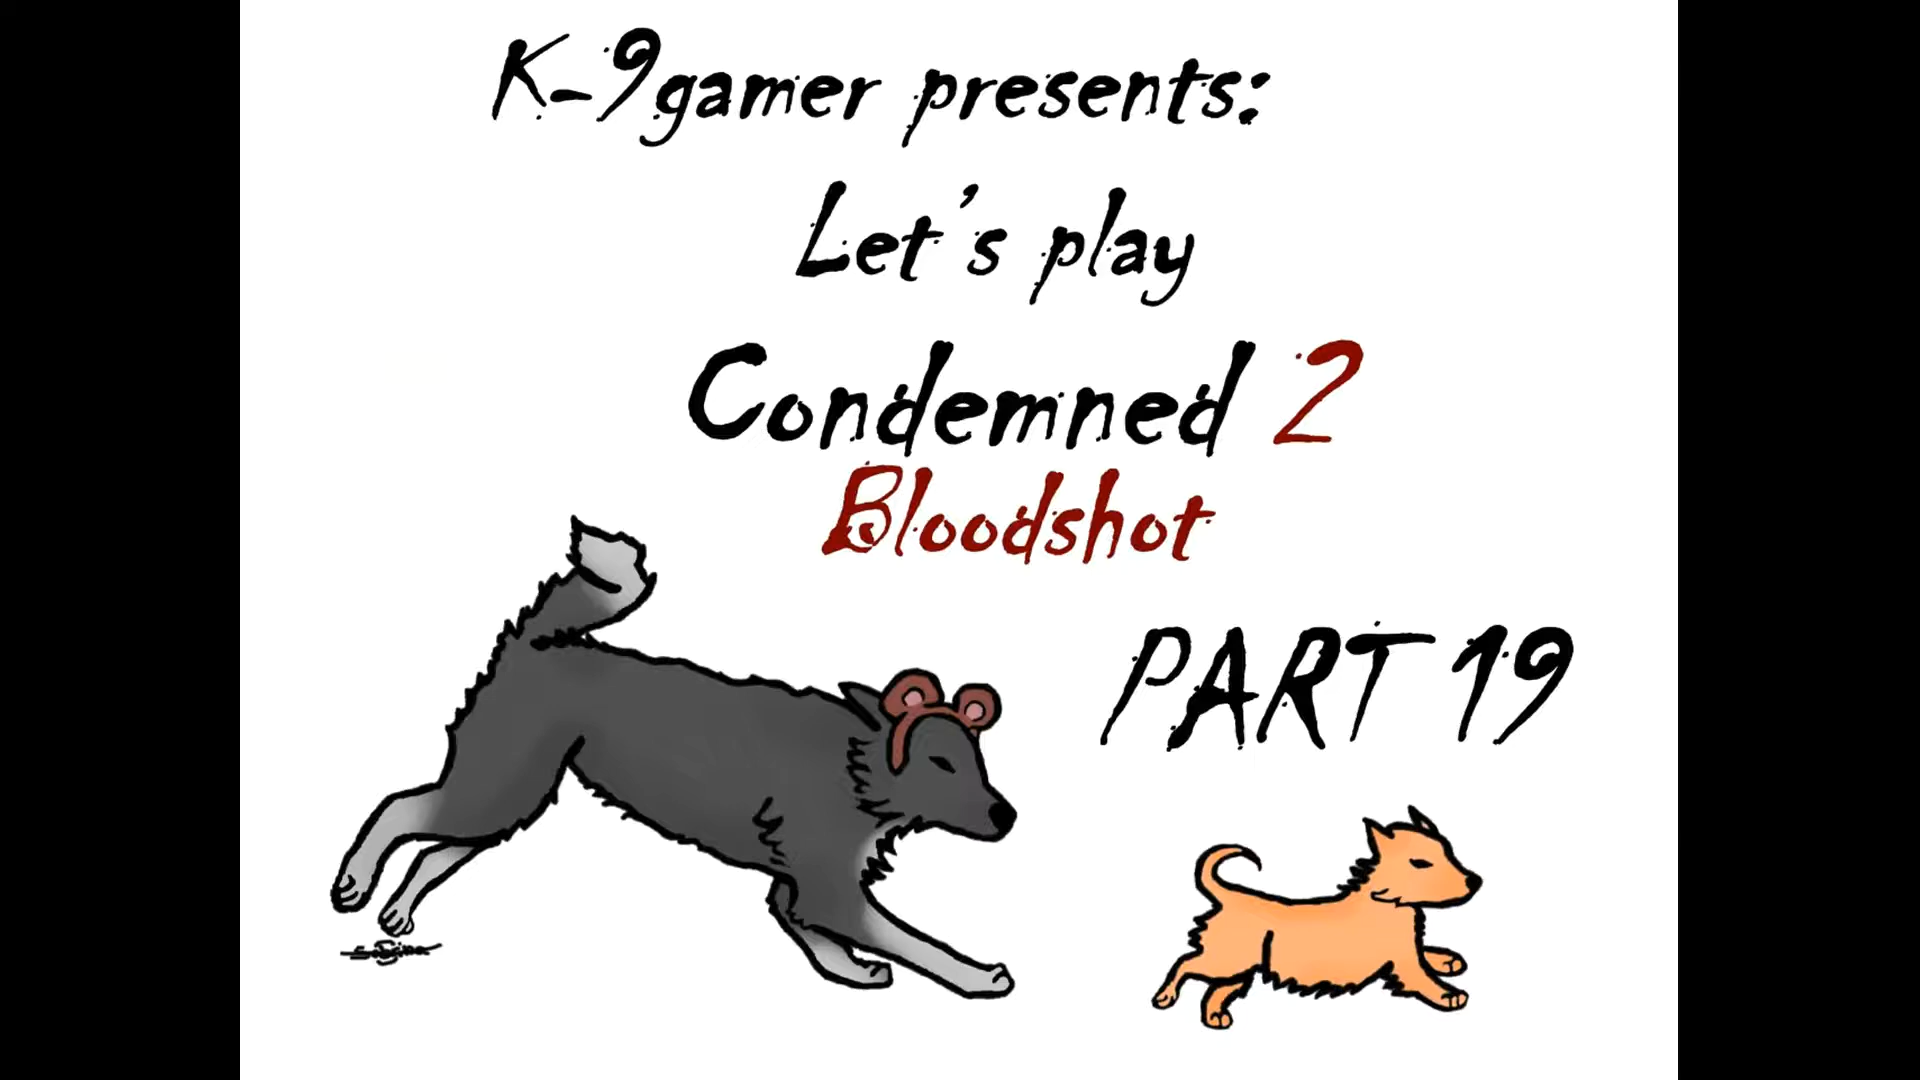 K-9gamer presents:
Let's play
Condemned 2
Bloodshot
PART 19